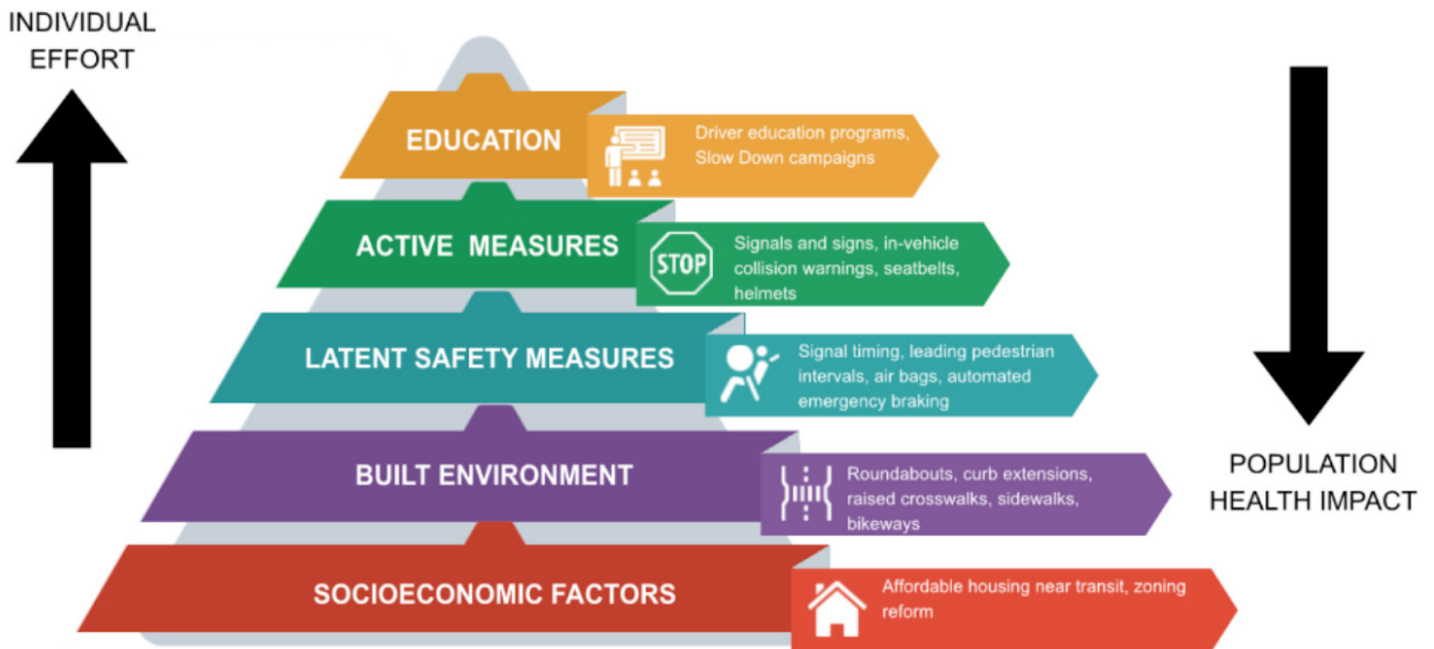 INDIVIDUAL
EFFORT
EDUCATION
Driver education programs,
Slow Down campaigns
ACTIVE MEASURES
STOP
Signals and signs, in-vehicle
collision warnings, seatbelts,
helmets
LATENT SAFETY MEASURES
Signal timing, leading pedestrian
intervals, air bags, automated
emergency braking
BUILT ENVIRONMENT
Roundabouts, curb extensions,
raised crosswalks, sidewalks,
bikeways
SOCIOECONOMIC FACTORS
Affordable housing near transit, zoning
reform
POPULATION
HEALTH IMPACT